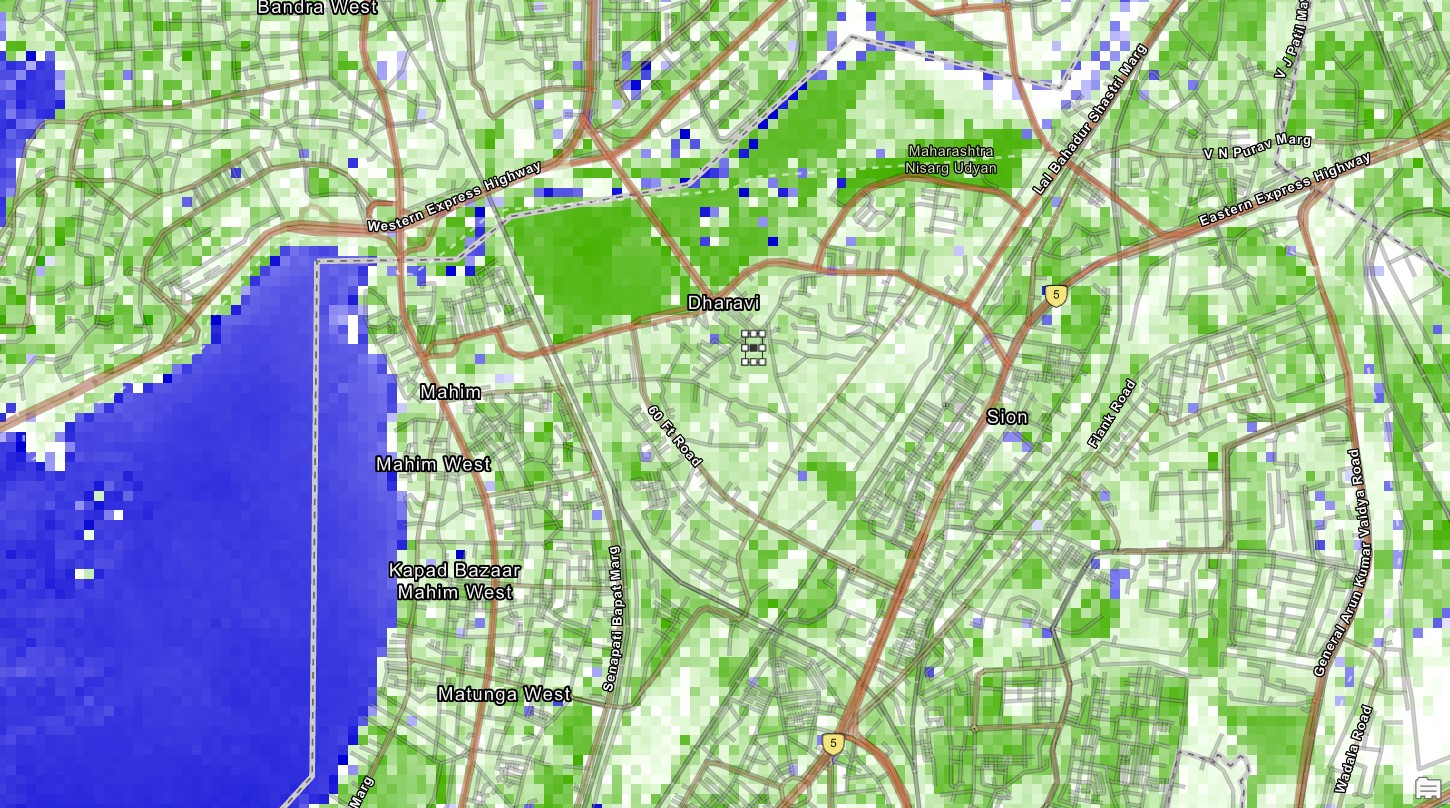 Bandra West
V J Patil Ma
Lal Bahadur Shastri Marg
V N Purav Marg
Maharashtra
Nisarg Udyan
Western Express Highway
Eastern Express Highway
5
Dharavi
Mahim
Sion
Flank Road
60 Ft Road
Mahim West
General Arun Kumar Vaidya Road
Kapad Bazaar
Mahim West
Senapati Bapat Marg
Matunga West
5
Wadala Road
Marg